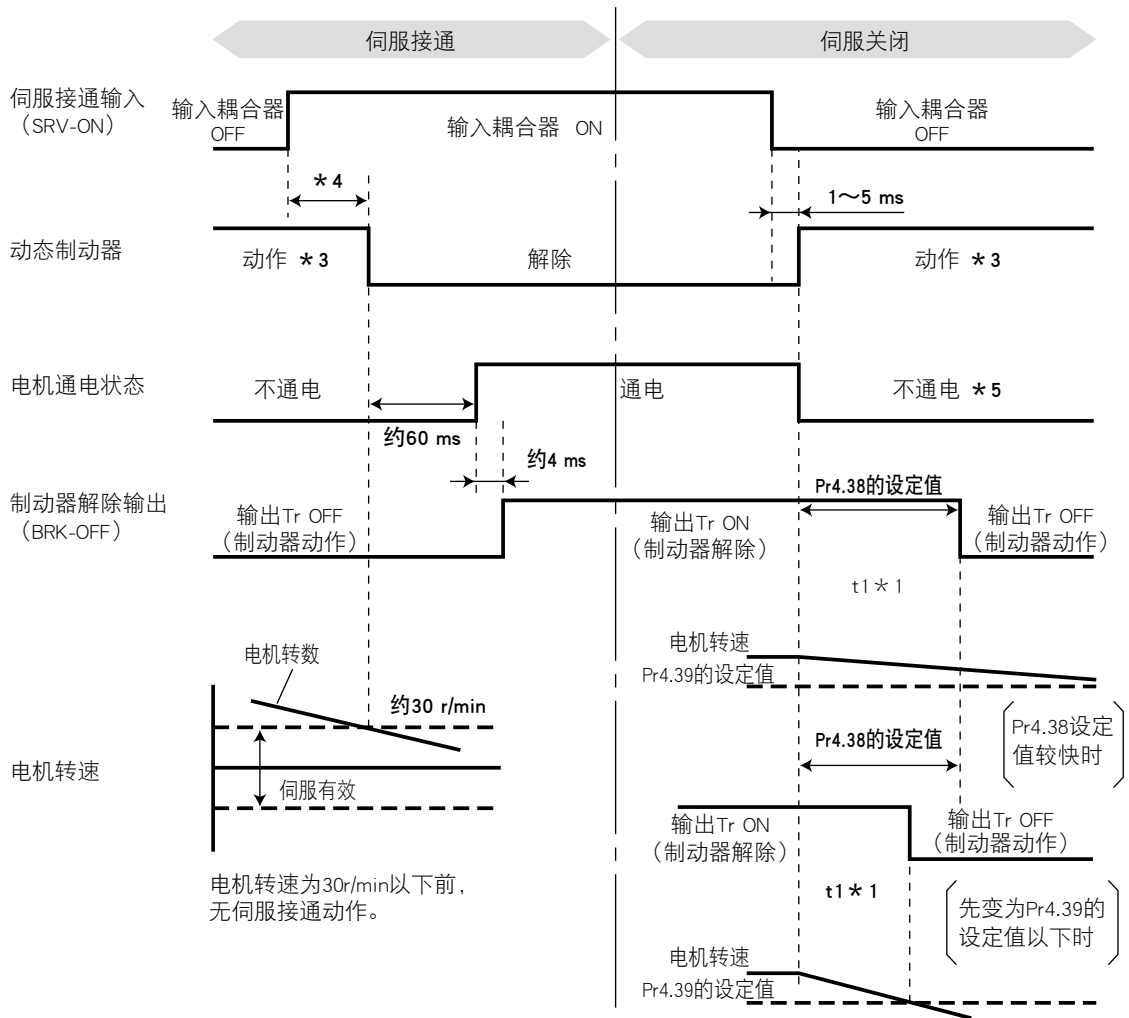 伺服接通
伺服关闭
伺服接通输入
（SRV-ON）
输入耦合器
OFF
输入耦合器 ON
输入耦合器
OFF
＊4
1～5 ms
动态制动器
动作 ＊3
解除
动作 ＊3
电机通电状态
不通电
通电
不通电 ＊5
约60 ms
约4 ms
制动器解除输出
（BRK-OFF）
输出Tr OFF
（制动器动作）
输出Tr ON
（制动器解除）
Pr4.38的设定值
输出Tr OFF
（制动器动作）
t1＊1
电机转速
Pr4.39的设定值
Pr4.38设定
值较快时
电机转数
约30 r/min
电机转速
伺服有效
Pr4.38的设定值
输出Tr ON
（制动器解除）
输出Tr OFF
（制动器动作）
电机转速为30r/min以下前，
无伺服接通动作。
t1＊1
先变为Pr4.39的
设定值以下时
电机转速
Pr4.39的设定值